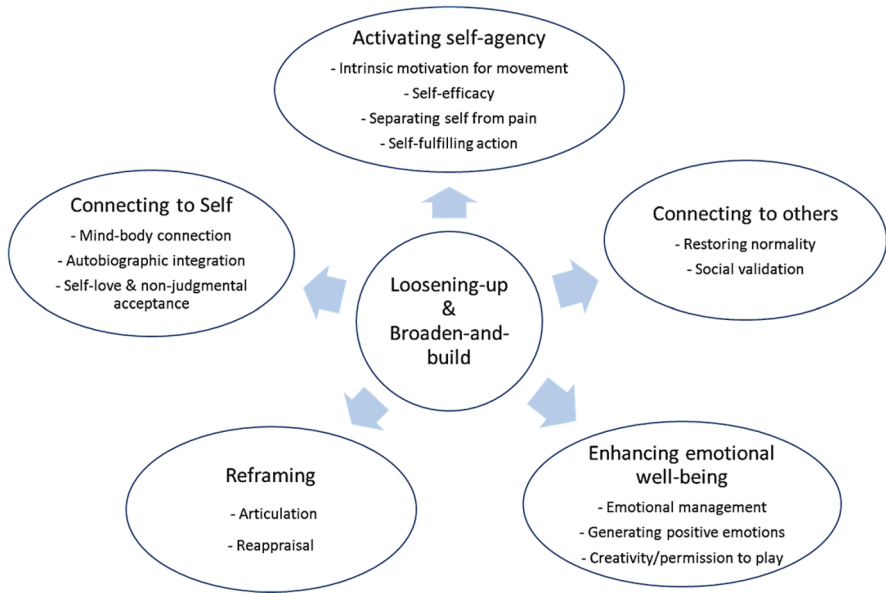 Activating self-agency
- Intrinsic motivation for movement
- Self-efficacy
- Separating self from pain
- Self-fulfilling action
Connecting to Self
- Mind-body connection
- Autobiographic integration
- Self-love & non-judgmental
acceptance
Connecting to others
- Restoring normality
- Social validation
Loosening-up
&
Broaden-and-
build
Reframing
- Articulation
- Reappraisal
Enhancing emotional
well-being
- Emotional management
- Generating positive emotions
- Creativity/permission to play